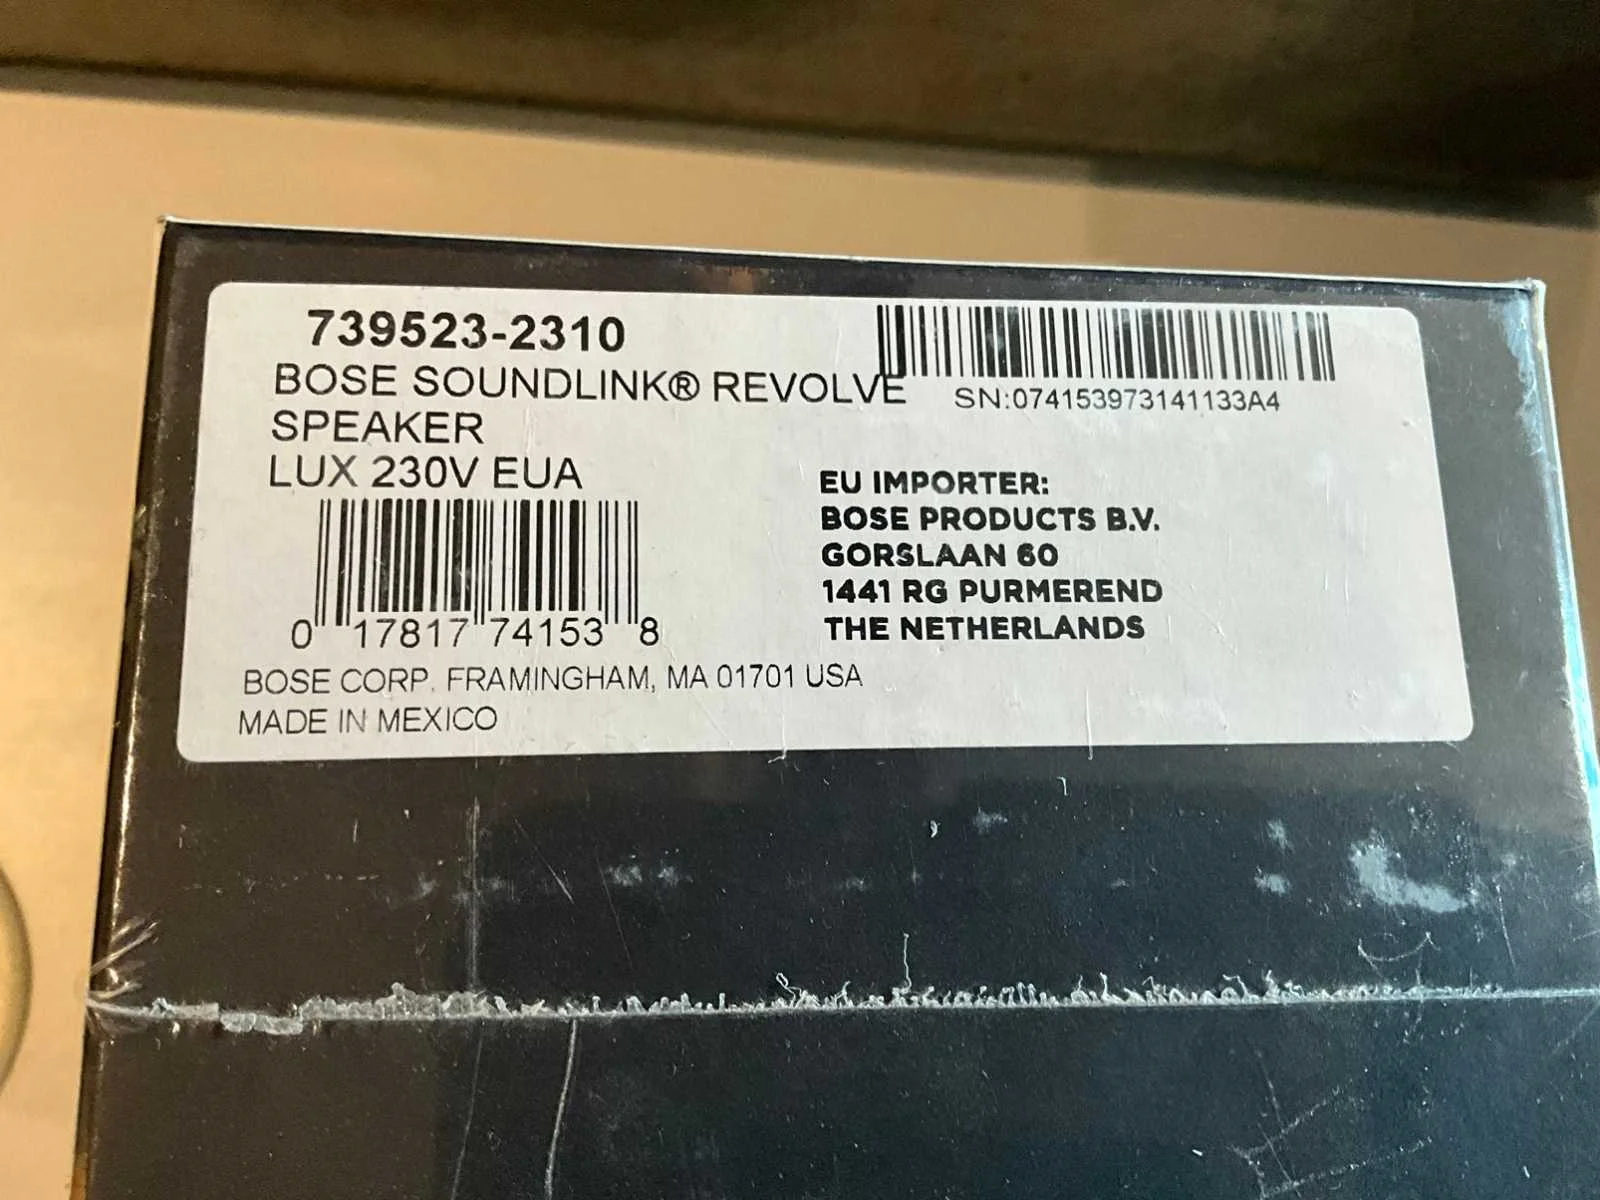 739523-2310
BOSE SOUNDLINK® REVOLVE
SPEAKER
LUX 230V EUA
0 17817 74153 8
BOSE CORP. FRAMINGHAM, MA 01701 USA
MADE IN MEXICO
SN:074153973141133A4
EU IMPORTER:
BOSE PRODUCTS B.V.
GORSLAAN 60
1441 RG PURMEREND
THE NETHERLANDS